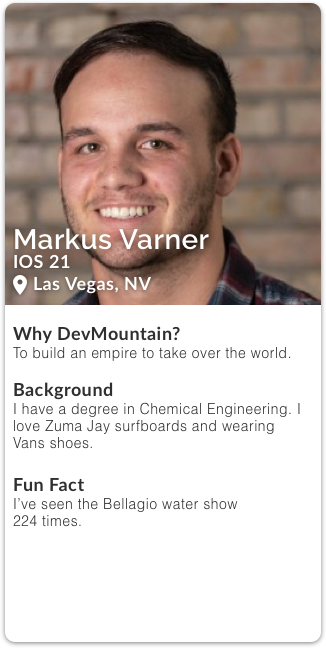 Markus Varner
IOS 21
Las Vegas, NV
Why DevMountain?
To build an empire to take over the world.
Background
I have a degree in Chemical Engineering. I
love Zuma Jay surfboards and wearing
Vans shoes.
Fun Fact
I've seen the Bellagio water show
224 times.